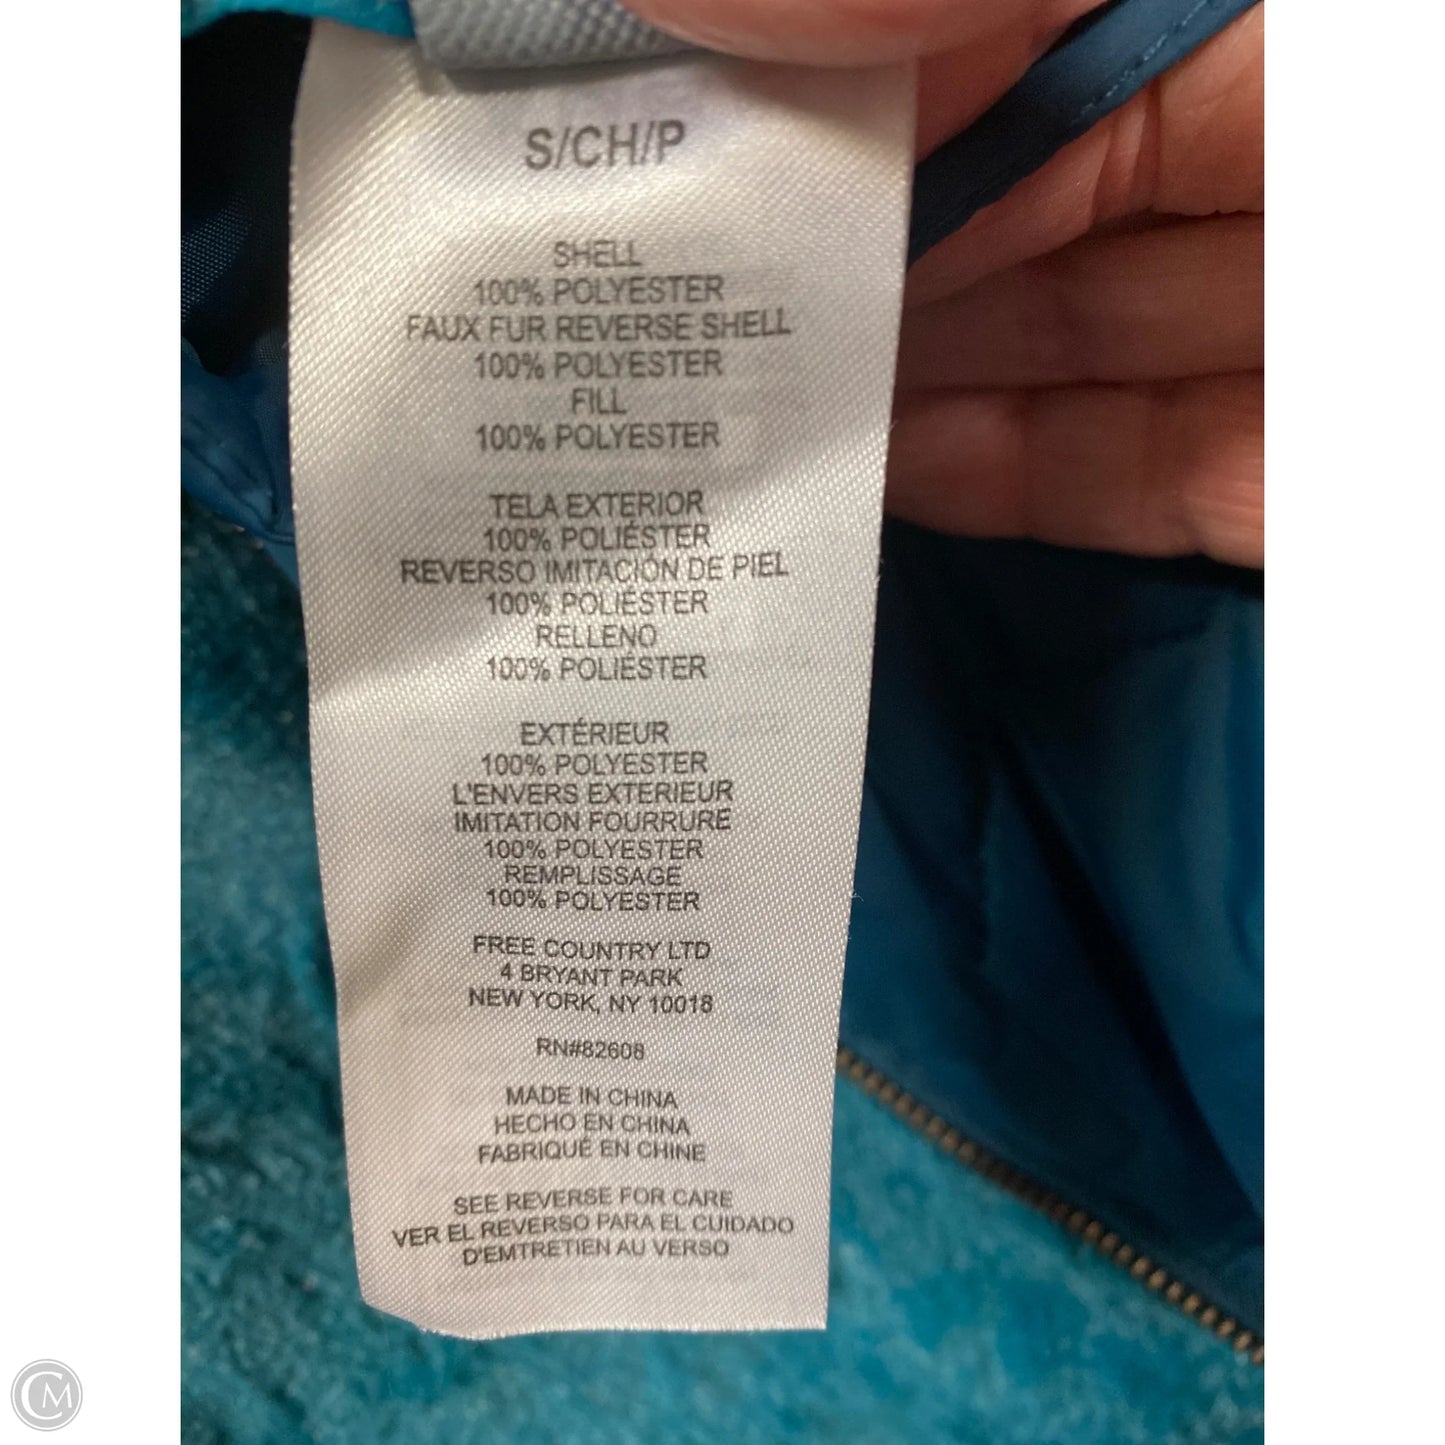 S/CH/P
SHELL
100% POLYESTER
FAUX FUR REVERSE SHELL
100% POLYESTER
FILL
100% POLYESTER
TELA EXTERIOR
100% POLIÉSTER
REVERSO IMITACIÓN DE PIEL
100% POLIÉSTER
RELLENO
100% POLIÉSTER
EXTÉRIEUR
100% POLYESTER
L'ENVERS EXTERIEUR
IMITATION FOURRURE
100% POLYESTER
REMPLISSAGE
100% POLYESTER
FREE COUNTRY LTD
4 BRYANT PARK
NEW YORK, NY 10018
RN#82608
MADE IN CHINA
HECHO EN CHINA
FABRIQUÉ EN CHINE
SEE REVERSE FOR CARE
VER EL REVERSO PARA EL CUIDADO
D'EMTRETIEN AU VERSO
CM